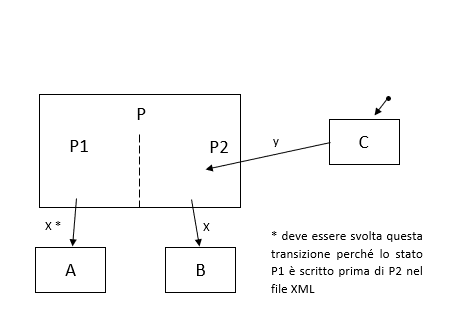 P
P1
P2
y
C
X *
X
A
B
* deve essere svolta questa
transizione perché lo stato
P1 è scritto prima di P2 nel
file XML